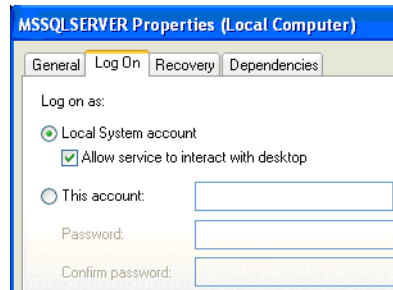 MSSQLSERVER Properties (Local Computer)
General Log On Recovery Dependencies
Log on as:
Local System account
Allow service to interact with desktop
This account:
Password:
Confirm password: